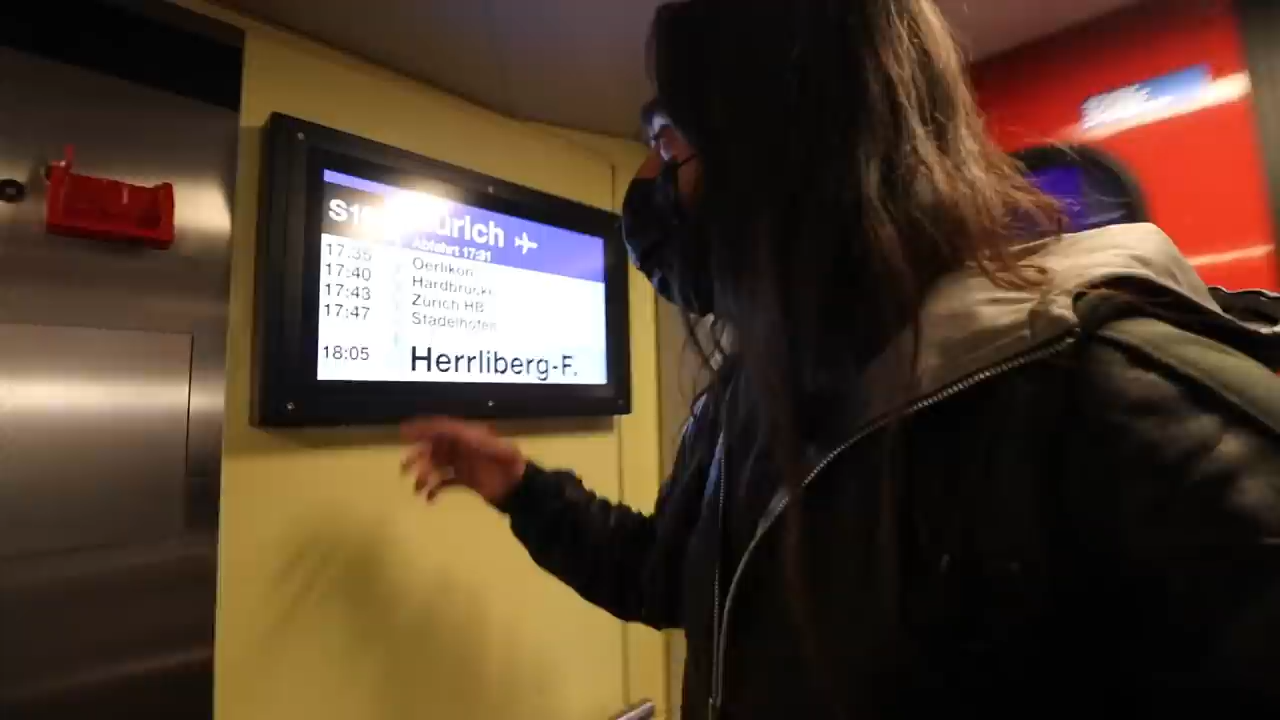 Abfahrt 17:31
17:35 Oerlikon
17:40 Hardbrücke
17:43 Zürich HB
17:47 Stadelhofen
18:05 Herrliberg-F.